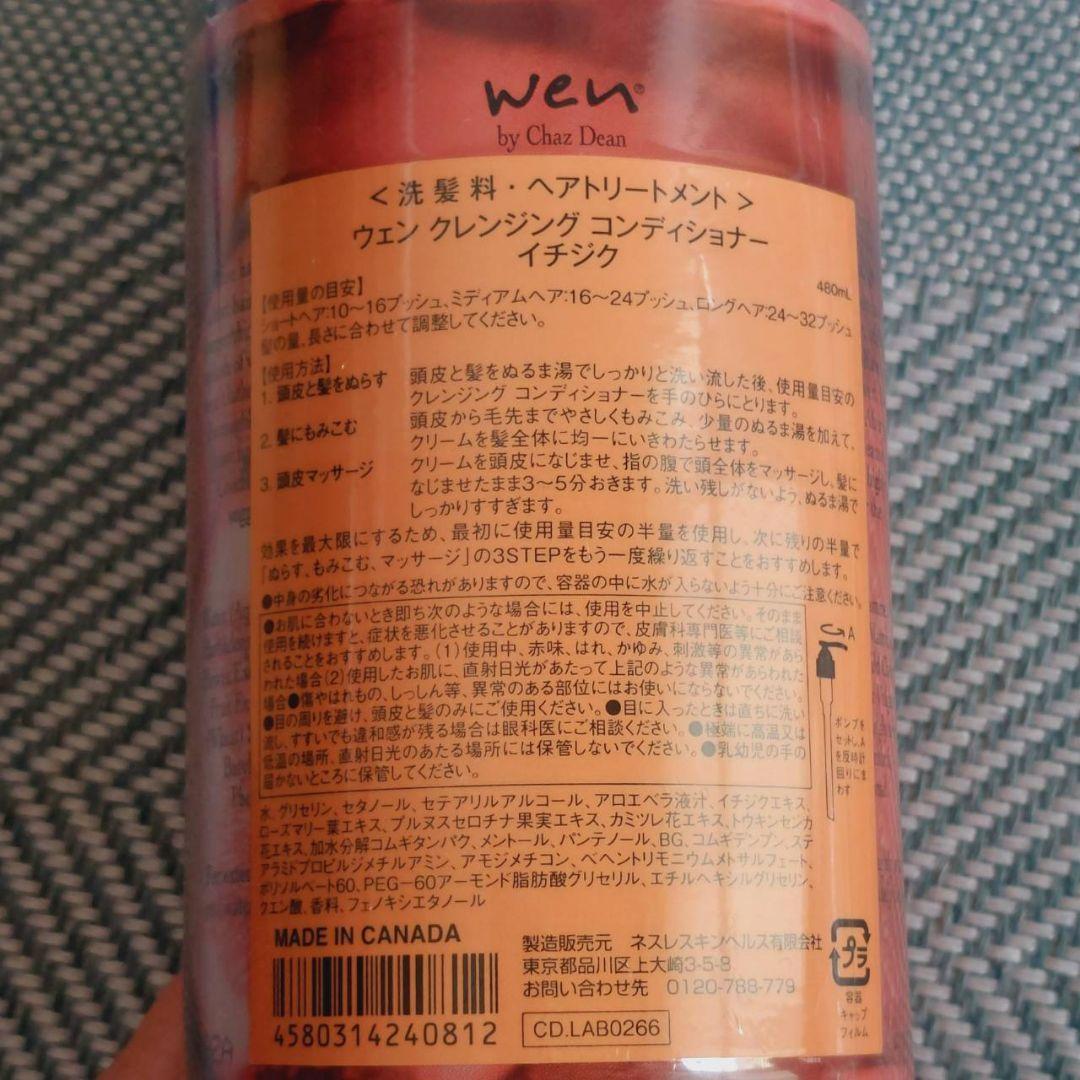 wen®
by Chaz Dean
<洗髪料・ヘアトリートメント>
ウェン クレンジング コンディショナー
イチジク
480mL
【使用量の目安】
ショートヘア:10〜16プッシュ、ミディアムヘア:16〜24プッシュ、ロングヘア:24〜32プッシュ
髪の量、長さに合わせて調整してください。
【使用方法】
1. 頭皮と髪をぬらす 頭皮と髪をぬるま湯でしっかりと洗い流した後、使用量目安の
クレンジング コンディショナーを手のひらにとります。
2. 髪にもみこむ 頭皮から毛先までやさしくもみこみ、少量のぬるま湯を加えて、
クリームを髪全体に均一にいきわたらせます。
3. 頭皮マッサージ クリームを頭皮になじませ、指の腹で頭全体をマッサージし、髪に
なじませたまま3〜5分おきます。洗い残しがないよう、ぬるま湯で
しっかりすすぎます。
効果を最大限にするため、最初に使用量目安の半量を使用し、次に残りの半量で
「ぬらす、もみこむ、マッサージ」の3STEPをもう一度繰り返すことをおすすめします。
●中身の劣化につながる恐れがありますので、容器の中に水が入らないよう十分にご注意ください。
●お肌に合わないとき即ち次のような場合には、使用を中止してください。そのまま
使用を続けますと、症状を悪化させることがありますので、皮膚科専門医等にご相談
されることをおすすめします。(1)使用中、赤味、はれ、かゆみ、刺激等の異常があら
われた場合(2)使用したお肌に、直射日光があたって上記のような異常があらわれた
場合●傷やはれもの、しっしん等、異常のある部位にはお使いにならないでください。
●目の周りを避け、頭皮と髪のみにご使用ください。●目に入ったときは直ちに洗い
流し、すすいでも違和感が残る場合は眼科医にご相談ください。●極端に高温又は
低温の場所、直射日光のあたる場所には保管しないでください。●乳幼児の手の
届かないところに保管してください。
A
ポンプを
セットし、A
を反時計
回りにま
わす
水、グリセリン、セタノール、セテアリルアルコール、アロエベラ液汁、イチジクエキス、
ローズマリー葉エキス、プルヌスセロチナ果実エキス、カミツレ花エキス、トウキンセンカ
花エキス、加水分解コムギタンパク、メントール、パンテノール、BG、コムギデンプン、ステ
アラミドプロピルジメチルアミン、アモジメチコン、ベヘントリモニウムメトサルフェート、
ポリソルベート60、PEG-60アーモンド脂肪酸グリセリル、エチルヘキシルグリセリン、
クエン酸、香料、フェノキシエタノール
MADE IN CANADA
製造販売元 ネスレスキンヘルス有限会社
東京都品川区上大崎3-5-8
お問い合わせ先 0120-788-779
4580314240812
CD.LAB0266
プラ
容器
キャップ
フィルム